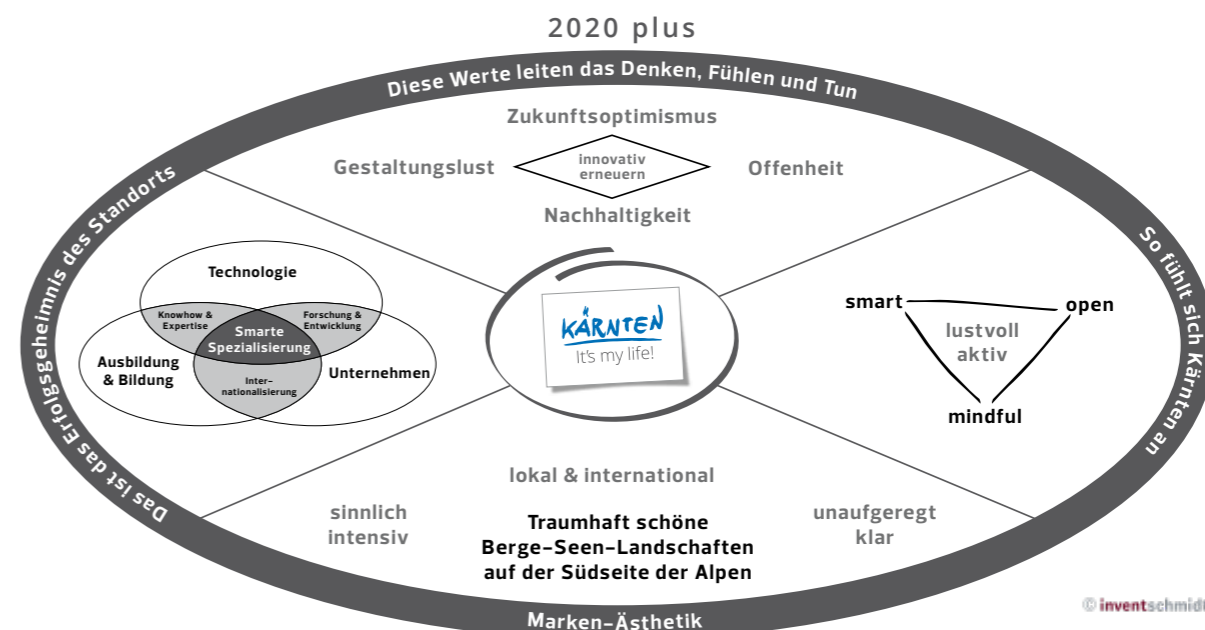 2020 plus
Diese Werte leiten das Denken, Fühlen und Tun
Zukunftsoptimismus
Gestaltungslust
innovativ
erneuern
Offenheit
Nachhaltigkeit
Das ist das Erfolgsgeheimnis des Standorts
Technologie
Knowhow &
Expertise
Forschung &
Entwicklung
Smarte
Spezialisierung
Ausbildung
& Bildung
Unternehmen
Inter-
nationalisierung
KÄRNTEN
It's my life!
So fühlt sich Kärnten an
smart
open
lustvoll
aktiv
mindful
lokal & international
sinnlich
intensiv
Traumhaft schöne
Berge-Seen-Landschaften
auf der Südseite der Alpen
unaufgeregt
klar
Marken-Ästhetik
© inventschmidt